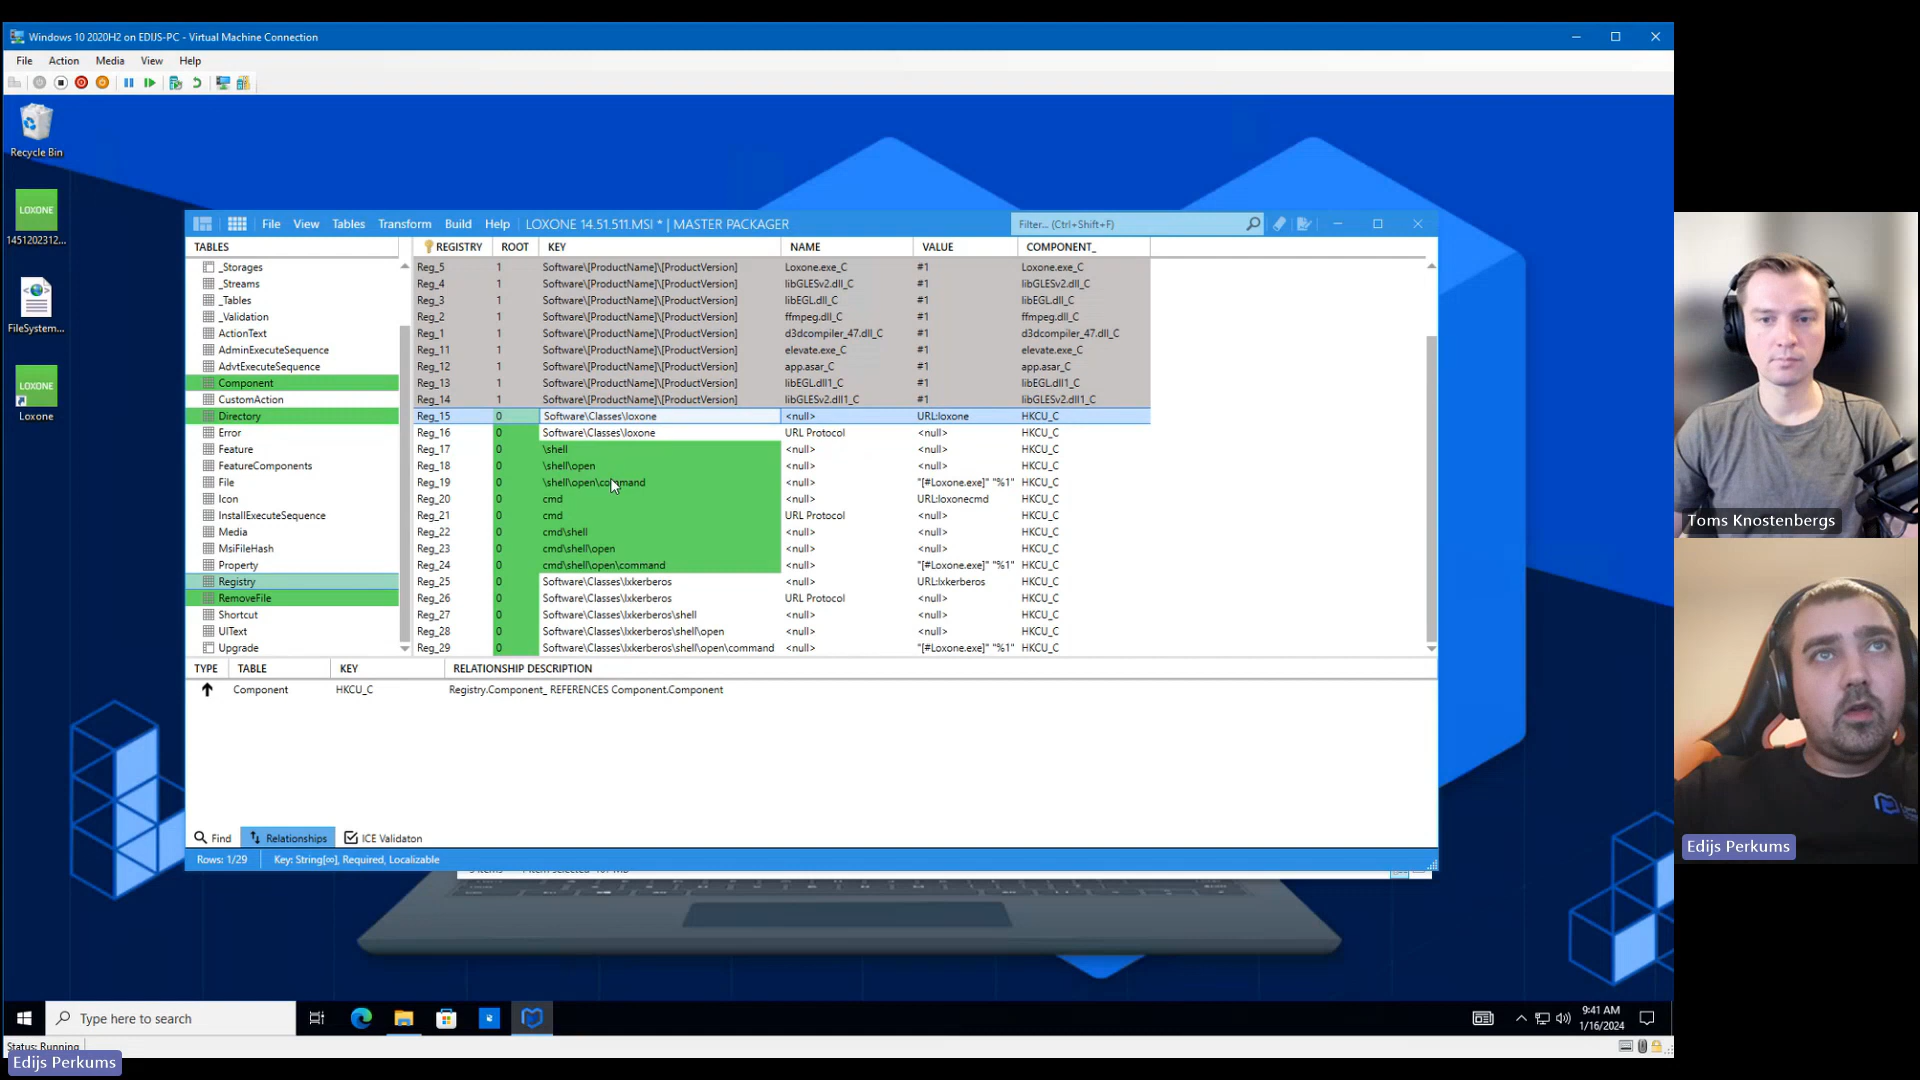 Windows 10 2020H2 on EDIJS-PC - Virtual Machine Connection
File Action Media View Help
Recycle Bin
LOXONE
1451202312...
FileSystem...
LOXONE
Loxone
File View Tables Transform Build Help LOXONE 14.51.511.MSI * | MASTER PACKAGER Filter... (Ctrl+Shift+F)
TABLES
_Storages
_Streams
_Tables
_Validation
ActionText
AdminExecuteSequence
AdvtExecuteSequence
Component
CustomAction
Directory
Error
Feature
FeatureComponents
File
Icon
InstallExecuteSequence
Media
MsiFileHash
Property
Registry
RemoveFile
Shortcut
UIText
Upgrade
REGISTRY ROOT KEY NAME VALUE COMPONENT_
Reg_5 1 Software\[ProductName]\[ProductVersion] Loxone.exe_C #1 Loxone.exe_C
Reg_4 1 Software\[ProductName]\[ProductVersion] libGLESv2.dll_C #1 libGLESv2.dll_C
Reg_3 1 Software\[ProductName]\[ProductVersion] libEGL.dll_C #1 libEGL.dll_C
Reg_2 1 Software\[ProductName]\[ProductVersion] ffmpeg.dll_C #1 ffmpeg.dll_C
Reg_1 1 Software\[ProductName]\[ProductVersion] d3dcompiler_47.dll_C #1 d3dcompiler_47.dll_C
Reg_11 1 Software\[ProductName]\[ProductVersion] elevate.exe_C #1 elevate.exe_C
Reg_12 1 Software\[ProductName]\[ProductVersion] app.asar_C #1 app.asar_C
Reg_13 1 Software\[ProductName]\[ProductVersion] libEGL.dll1_C #1 libEGL.dll1_C
Reg_14 1 Software\[ProductName]\[ProductVersion] libGLESv2.dll1_C #1 libGLESv2.dll1_C
Reg_15 0 Software\Classes\loxone <null> URL:loxone HKCU_C
Reg_16 0 Software\Classes\loxone URL Protocol <null> HKCU_C
Reg_17 0 \shell <null> <null> HKCU_C
Reg_18 0 \shell\open <null> <null> HKCU_C
Reg_19 0 \shell\open\command <null> "[#Loxone.exe]" "%1" HKCU_C
Reg_20 0 cmd <null> URL:loxonecmd HKCU_C
Reg_21 0 cmd URL Protocol <null> HKCU_C
Reg_22 0 cmd\shell <null> <null> HKCU_C
Reg_23 0 cmd\shell\open <null> <null> HKCU_C
Reg_24 0 cmd\shell\open\command <null> "[#Loxone.exe]" "%1" HKCU_C
Reg_25 0 Software\Classes\lxkerberos <null> URL:lxkerberos HKCU_C
Reg_26 0 Software\Classes\lxkerberos URL Protocol <null> HKCU_C
Reg_27 0 Software\Classes\lxkerberos\shell <null> <null> HKCU_C
Reg_28 0 Software\Classes\lxkerberos\shell\open <null> <null> HKCU_C
Reg_29 0 Software\Classes\lxkerberos\shell\open\command <null> "[#Loxone.exe]" "%1" HKCU_C
TYPE TABLE KEY RELATIONSHIP DESCRIPTION
Component HKCU_C Registry.Component_ REFERENCES Component.Component
Find Relationships ICE Validaton
Rows: 1/29 Key: String[∞], Required, Localizable
Type here to search
9:41 AM
1/16/2024
Status: Running
Edijs Perkums
Toms Knostenbergs
Edijs Perkums